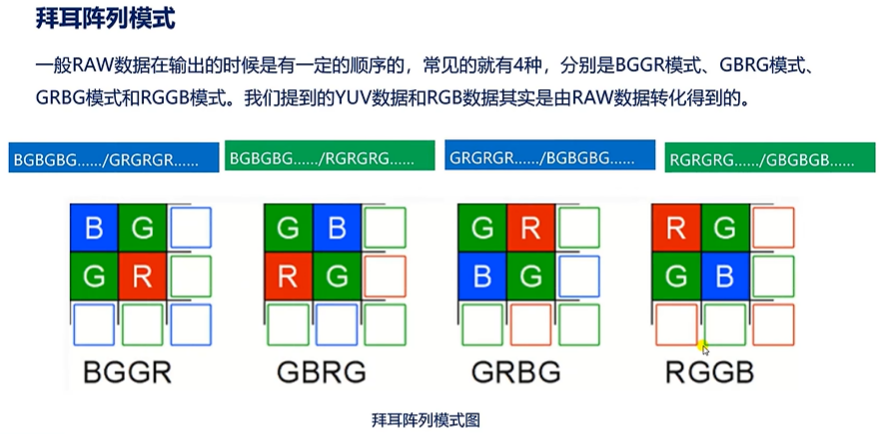 拜耳阵列模式
一般RAW数据在输出的时候是有一定的顺序的，常见的就有4种，分别是BGGR模式、GBRG模式、
GRBG模式和RGGB模式。我们提到的YUV数据和RGB数据其实是由RAW数据转化得到的。
BGBGBG....../GRGRGR......
BGBGBG....../RGRGRG......
GRGRGR....../BGBGBG......
RGRGRG....../GBGBGB......
B G
G R
BGGR
G B
R G
GBRG
G R
B G
GRBG
R G
G B
RGGB
拜耳阵列模式图